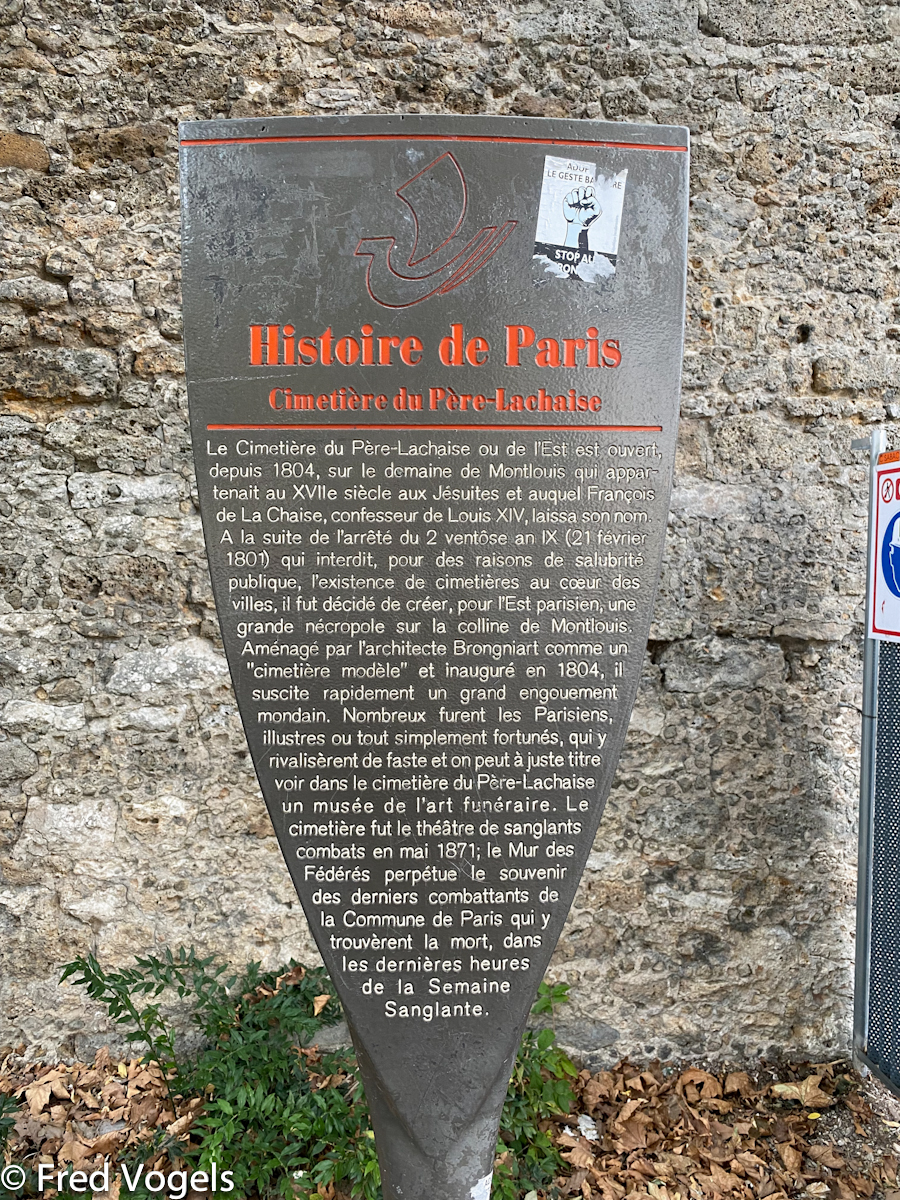 LE GESTE BA
STOP AU
Histoire de Paris
Cimetière du Père-Lachaise
Le Cimetière du Père-Lachaise ou de l'Est est ouvert,
depuis 1804, sur le demaine de Montlouis qui appar-
tenait au XVIIe siècle aux Jésuites et auquel François
de La Chaise, confesseur de Louis XIV, laissa son nom.
A la suite de l'arrêté du 2 ventôse an IX (21 février
1801) qui interdit, pour des raisons de salubrité
publique, l'existence de cimetières au cœur des
villes, il fut décidé de créer, pour l'Est parisien, une
grande nécropole sur la colline de Montlouis.
Aménagé par l'architecte Brongniart comme un
"cimetière modèle" et inauguré en 1804, il
suscite rapidement un grand engouement
mondain. Nombreux furent les Parisiens,
illustres ou tout simplement fortunés, qui y
rivalisèrent de faste et on peut à juste titre
voir dans le cimetière du Père-Lachaise
un musée de l'art funéraire. Le
cimetière fut le théâtre de sanglants
combats en mai 1871; le Mur des
Fédérés perpétue le souvenir
des derniers combattants de
la Commune de Paris qui y
trouvèrent la mort, dans
les dernières heures
de la Semaine
Sanglante.
© Fred Vogels